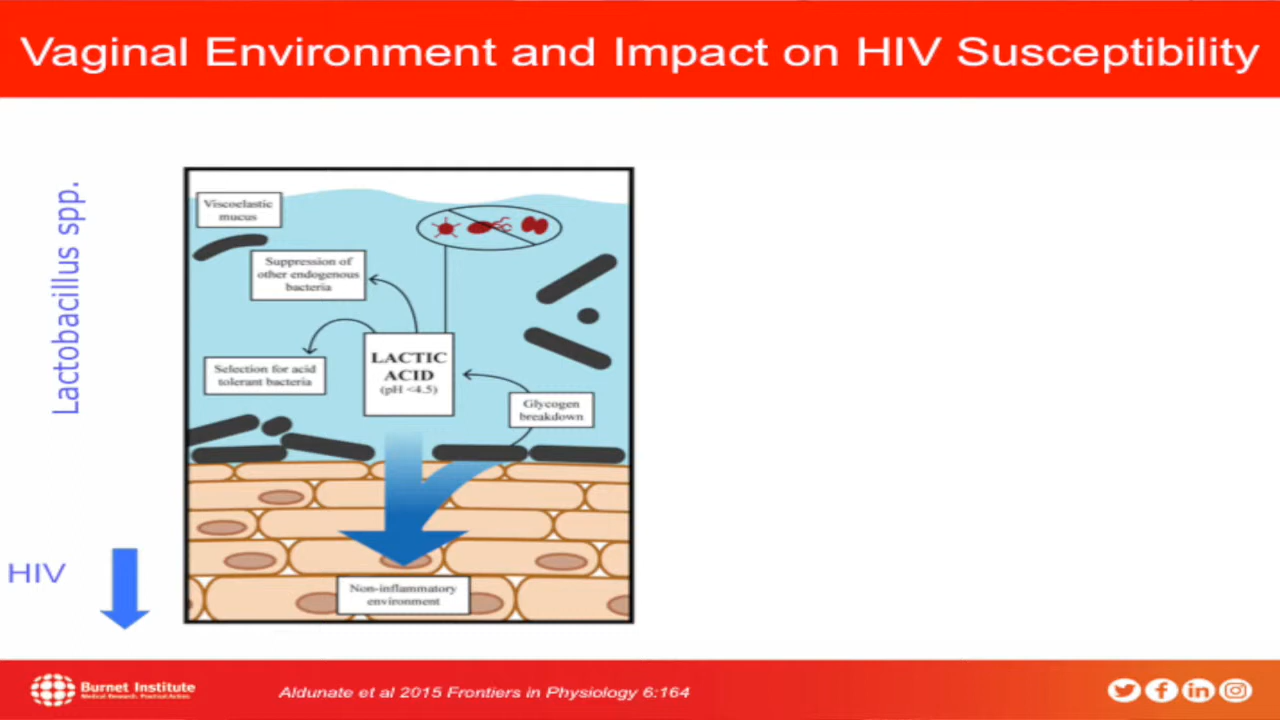 Vaginal Environment and Impact on HIV Susceptibility
Lactobacillus spp.
Viscoelastic
mucus
Suppression of
other endogenous
bacteria
Selection for acid
tolerant bacteria
LACTIC
ACID
(pH <4.5)
Glycogen
breakdown
HIV
Non-inflammatory
environment
Burnet Institute
Medical Research. Practical Action.
Aldunate et al 2015 Frontiers in Physiology 6:164